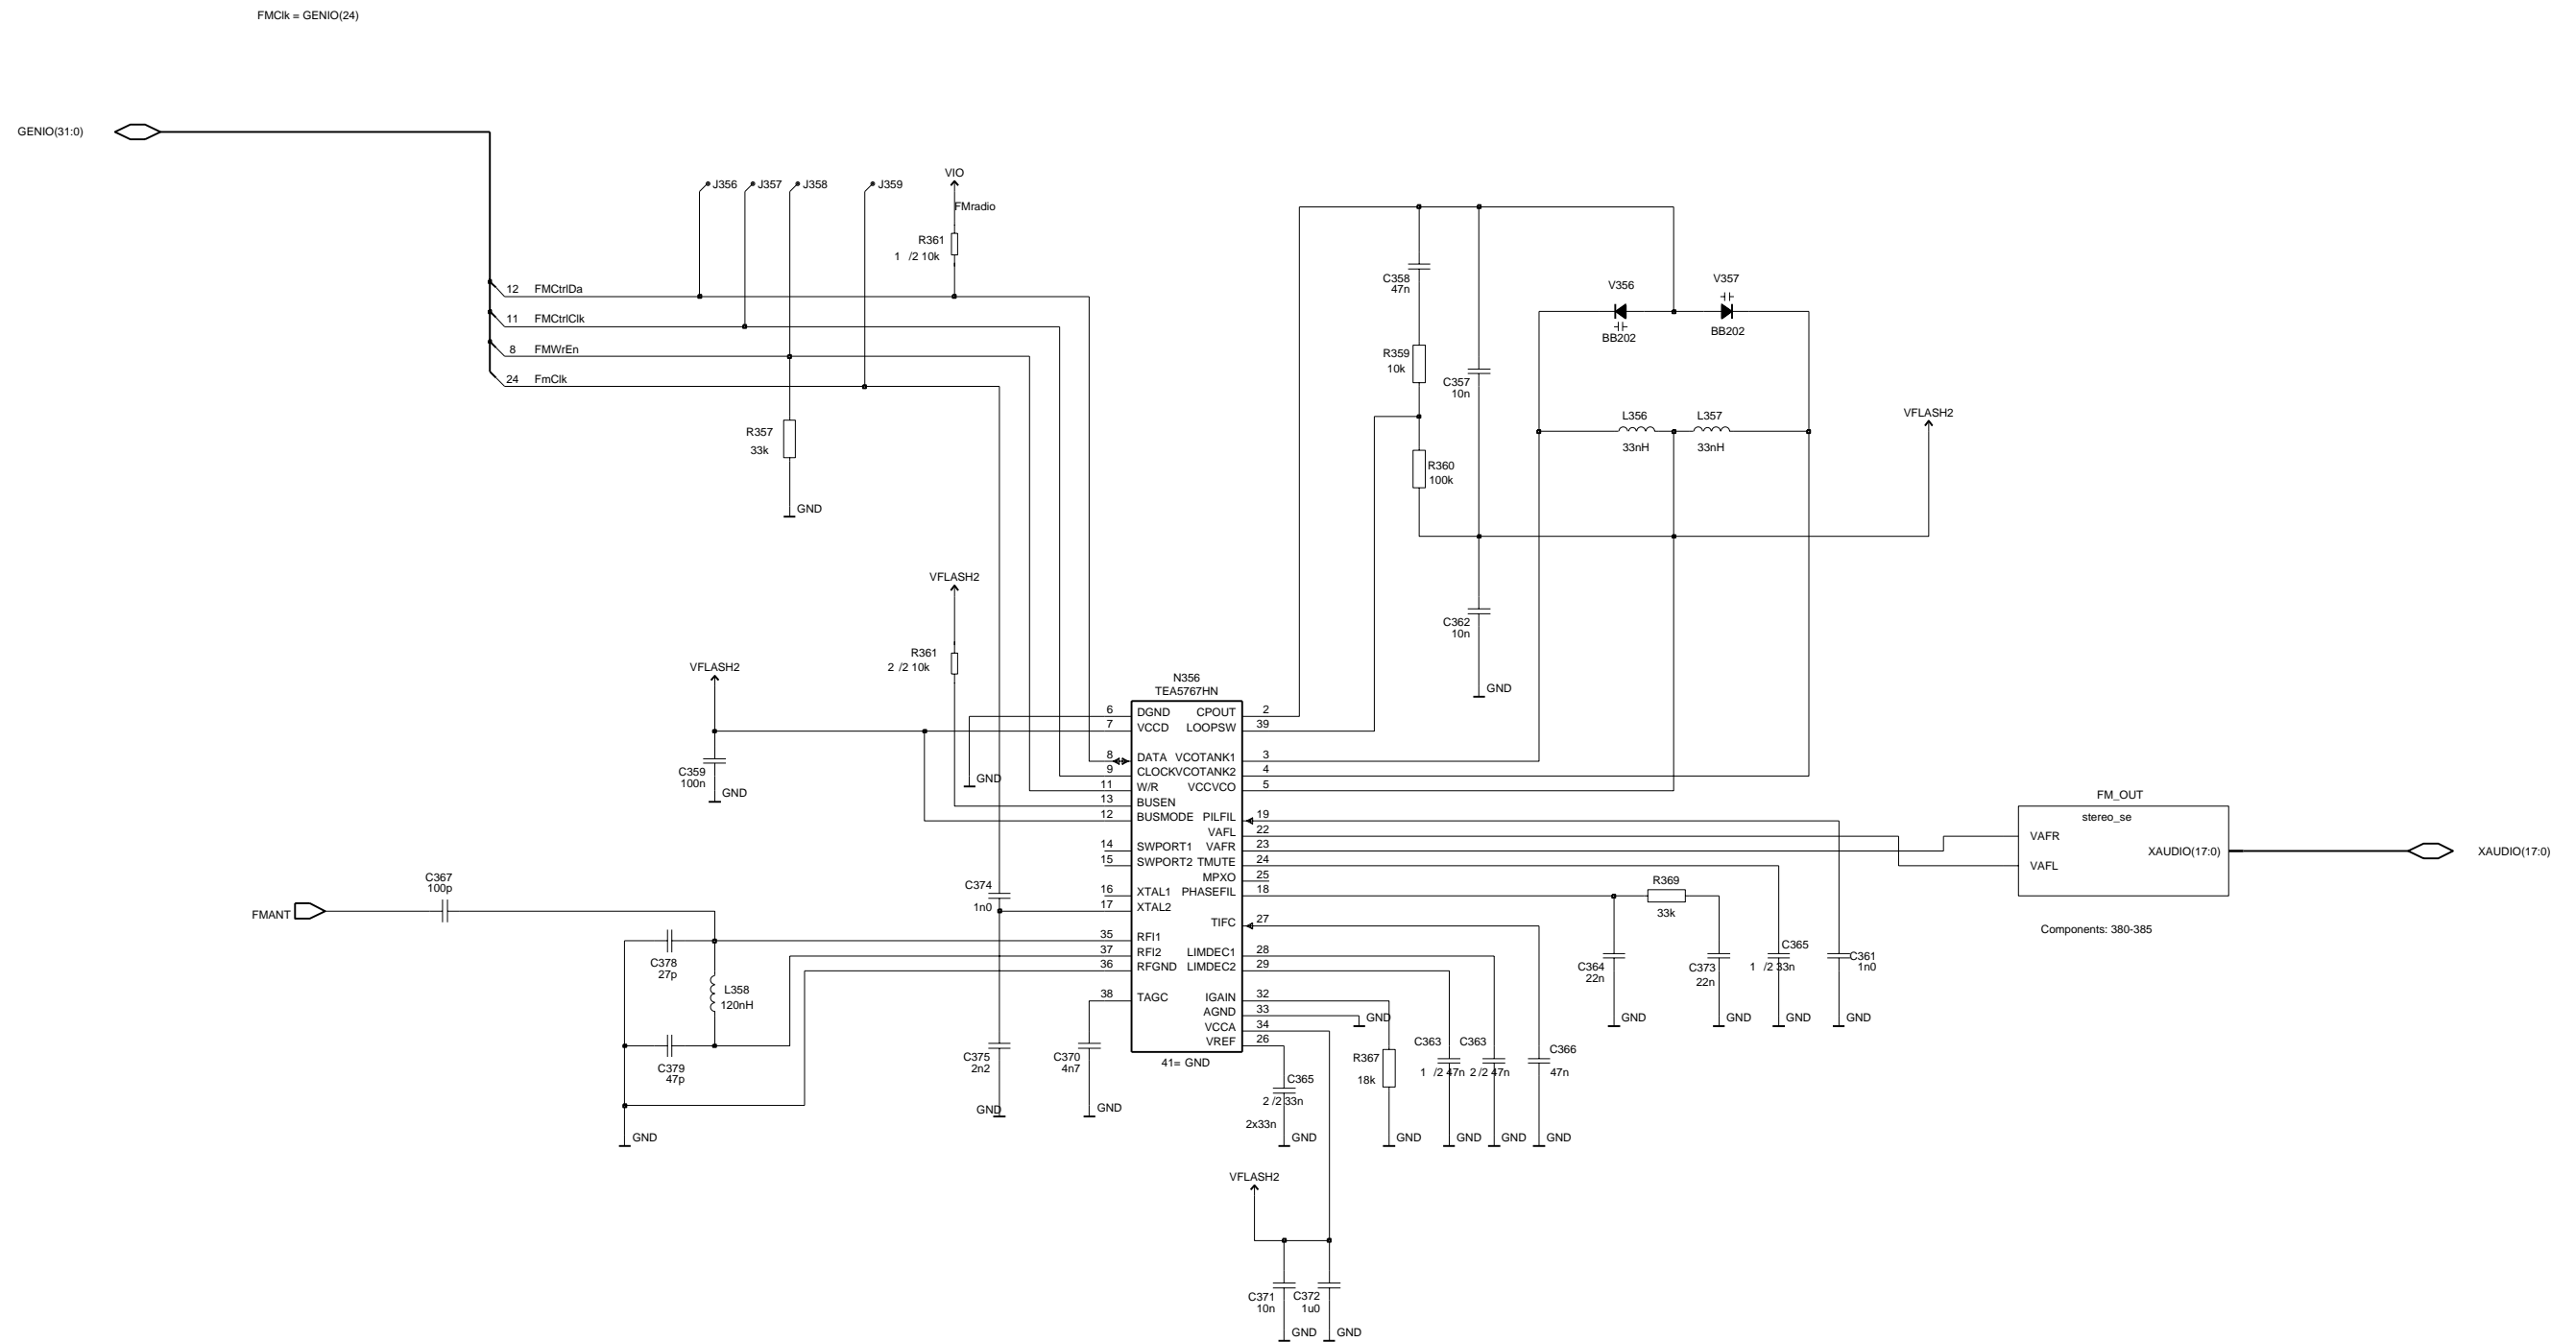 FMClk = GENIO(24)
GENIO(31:0)
J356
J357
J358
J359
VIO
FMradio
R361
1 /2 10k
12 FMCtrlDa
11 FMCtrlClk
8 FMWrEn
24 FmClk
R357
33k
GND
C358
47n
R359
10k
C357
10n
R360
100k
V356
BB202
V357
BB202
L356
33nH
L357
33nH
VFLASH2
C362
10n
GND
VFLASH2
R361
2 /2 10k
VFLASH2
C359
100n
GND
GND
N356
TEA5767HN
6 DGND
7 VCCD
8 DATA
9 CLOCK
11 W/R
13 BUSEN
12 BUSMODE
14 SWPORT1
15 SWPORT2
16 XTAL1
17 XTAL2
35 RFI1
37 RFI2
36 RFGND
38 TAGC
CPOUT 2
LOOPSW 39
VCOTANK1 3
VCOTANK2 4
VCCVCO 5
PILFIL 19
VAFL 22
VAFR 23
TMUTE 24
MPXO 25
PHASEFIL 18
TIFC 27
LIMDEC1 28
LIMDEC2 29
IGAIN 32
AGND 33
VCCA 34
VREF 26
41= GND
FMANT
C367
100p
C378
27p
L358
120nH
C379
47p
GND
C374
1n0
C375
2n2
GND
C370
4n7
GND
C365
2 /2 33n
2x33n
GND
R367
18k
GND
GND
C363
1 /2 47n
GND
C363
2 /2 47n
GND
C366
47n
GND
R369
33k
C364
22n
GND
C373
22n
GND
C365
1 /2 33n
GND
C361
1n0
GND
FM_OUT
stereo_se
VAFR
VAFL
XAUDIO(17:0)
XAUDIO(17:0)
Components: 380-385
VFLASH2
C371
10n
GND
C372
1u0
GND